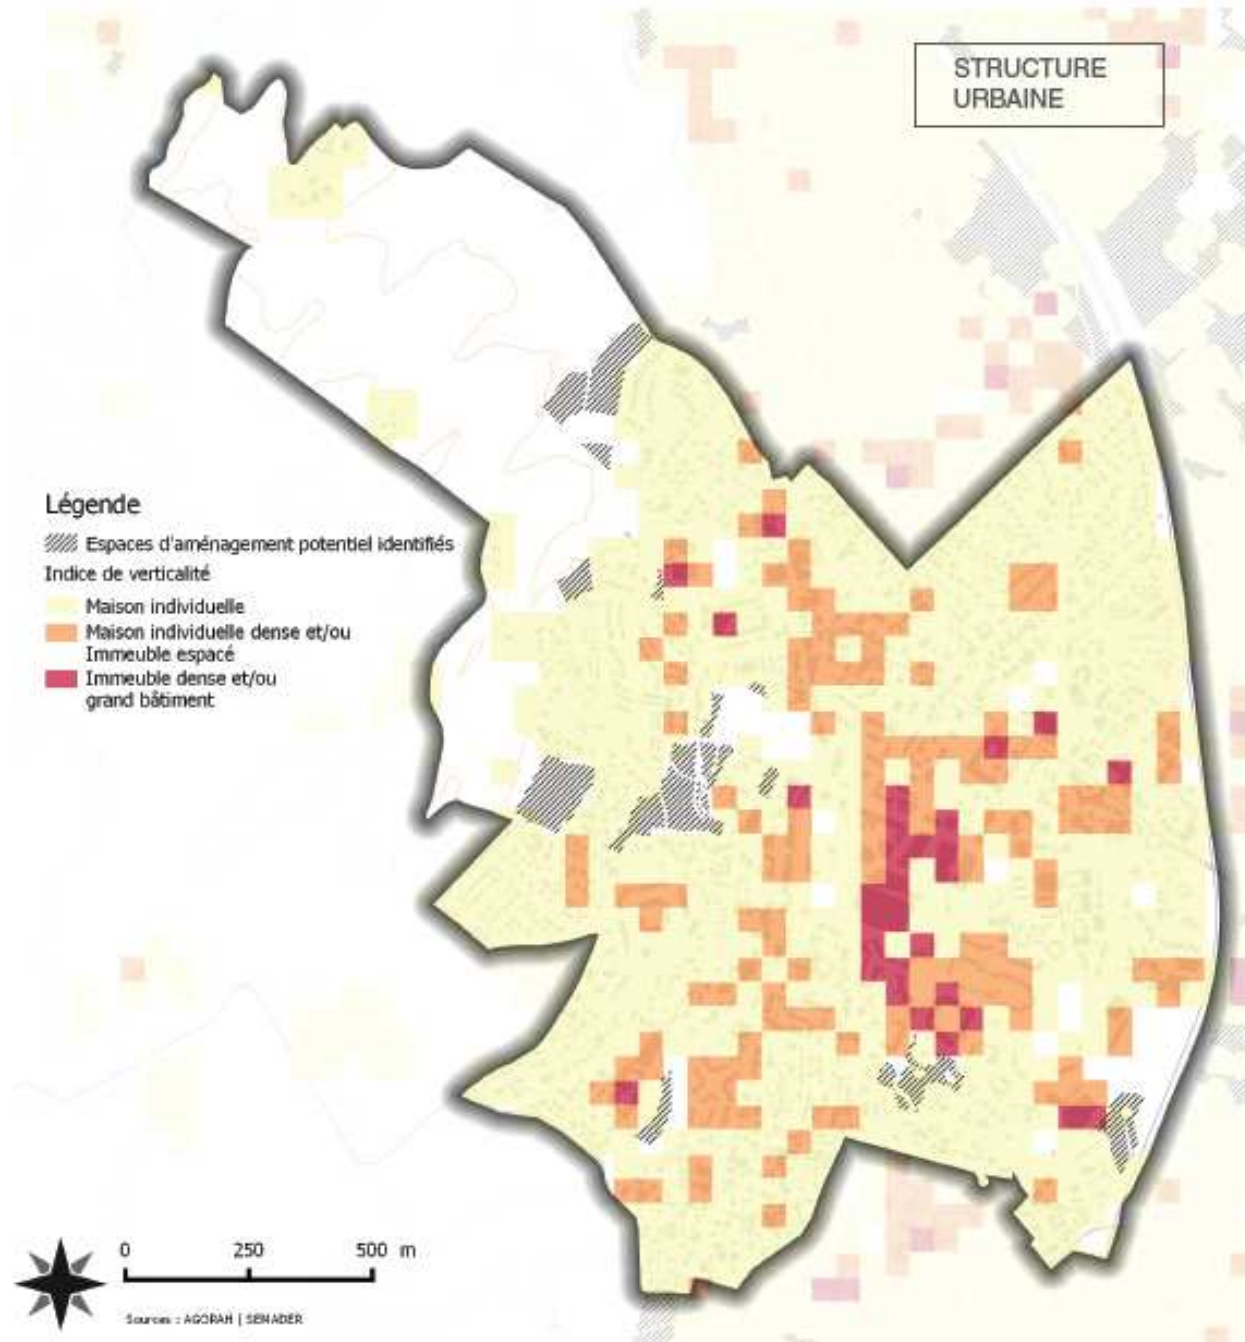 STRUCTURE
URBAINE
Légende
Espaces d'aménagement potentiel identifiés
Indice de verticalité
Maison individuelle
Maison individuelle dense et/ou
Immeuble espacé
Immeuble dense et/ou
grand bâtiment
0 250 500 m
Sources : AGORAH | SEMADER